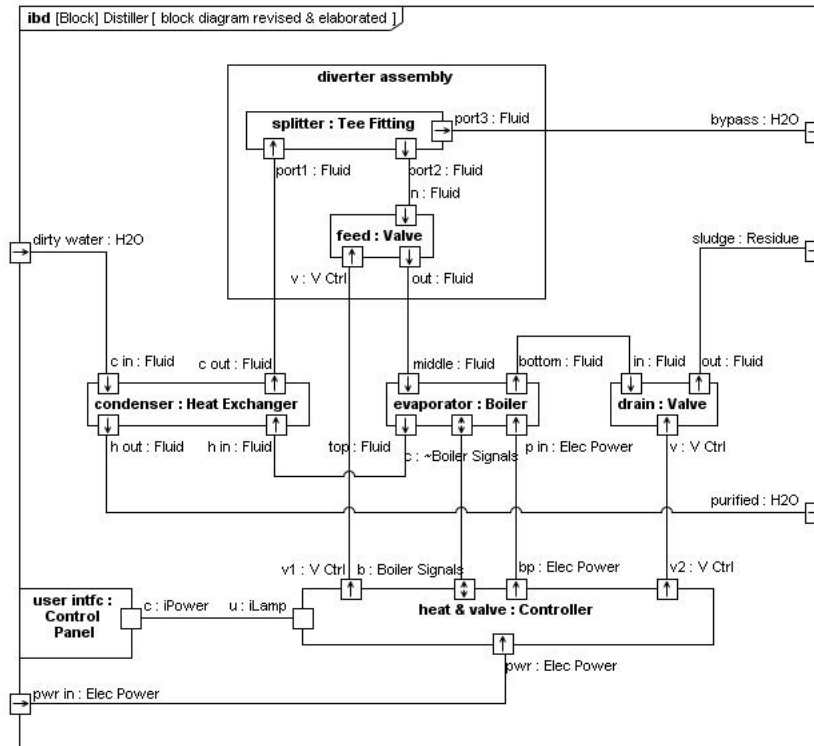 ibd [Block] Distiller [ block diagram revised & elaborated ]
diverter assembly
splitter : Tee Fitting
port3 : Fluid
bypass : H2O
port1 : Fluid
port2 : Fluid
in : Fluid
dirty water : H2O
feed : Valve
sludge : Residue
v : V Ctrl
out : Fluid
c in : Fluid
c out : Fluid
middle : Fluid
bottom : Fluid
in : Fluid
out : Fluid
condenser : Heat Exchanger
evaporator : Boiler
drain : Valve
h out : Fluid
h in : Fluid
top : Fluid
c : ~Boiler Signals
p in : Elec Power
v : V Ctrl
purified : H2O
v1 : V Ctrl
b : Boiler Signals
bp : Elec Power
v2 : V Ctrl
user intfc :
Control
Panel
c : iPower
u : iLamp
heat & valve : Controller
pwr : Elec Power
pwr in : Elec Power